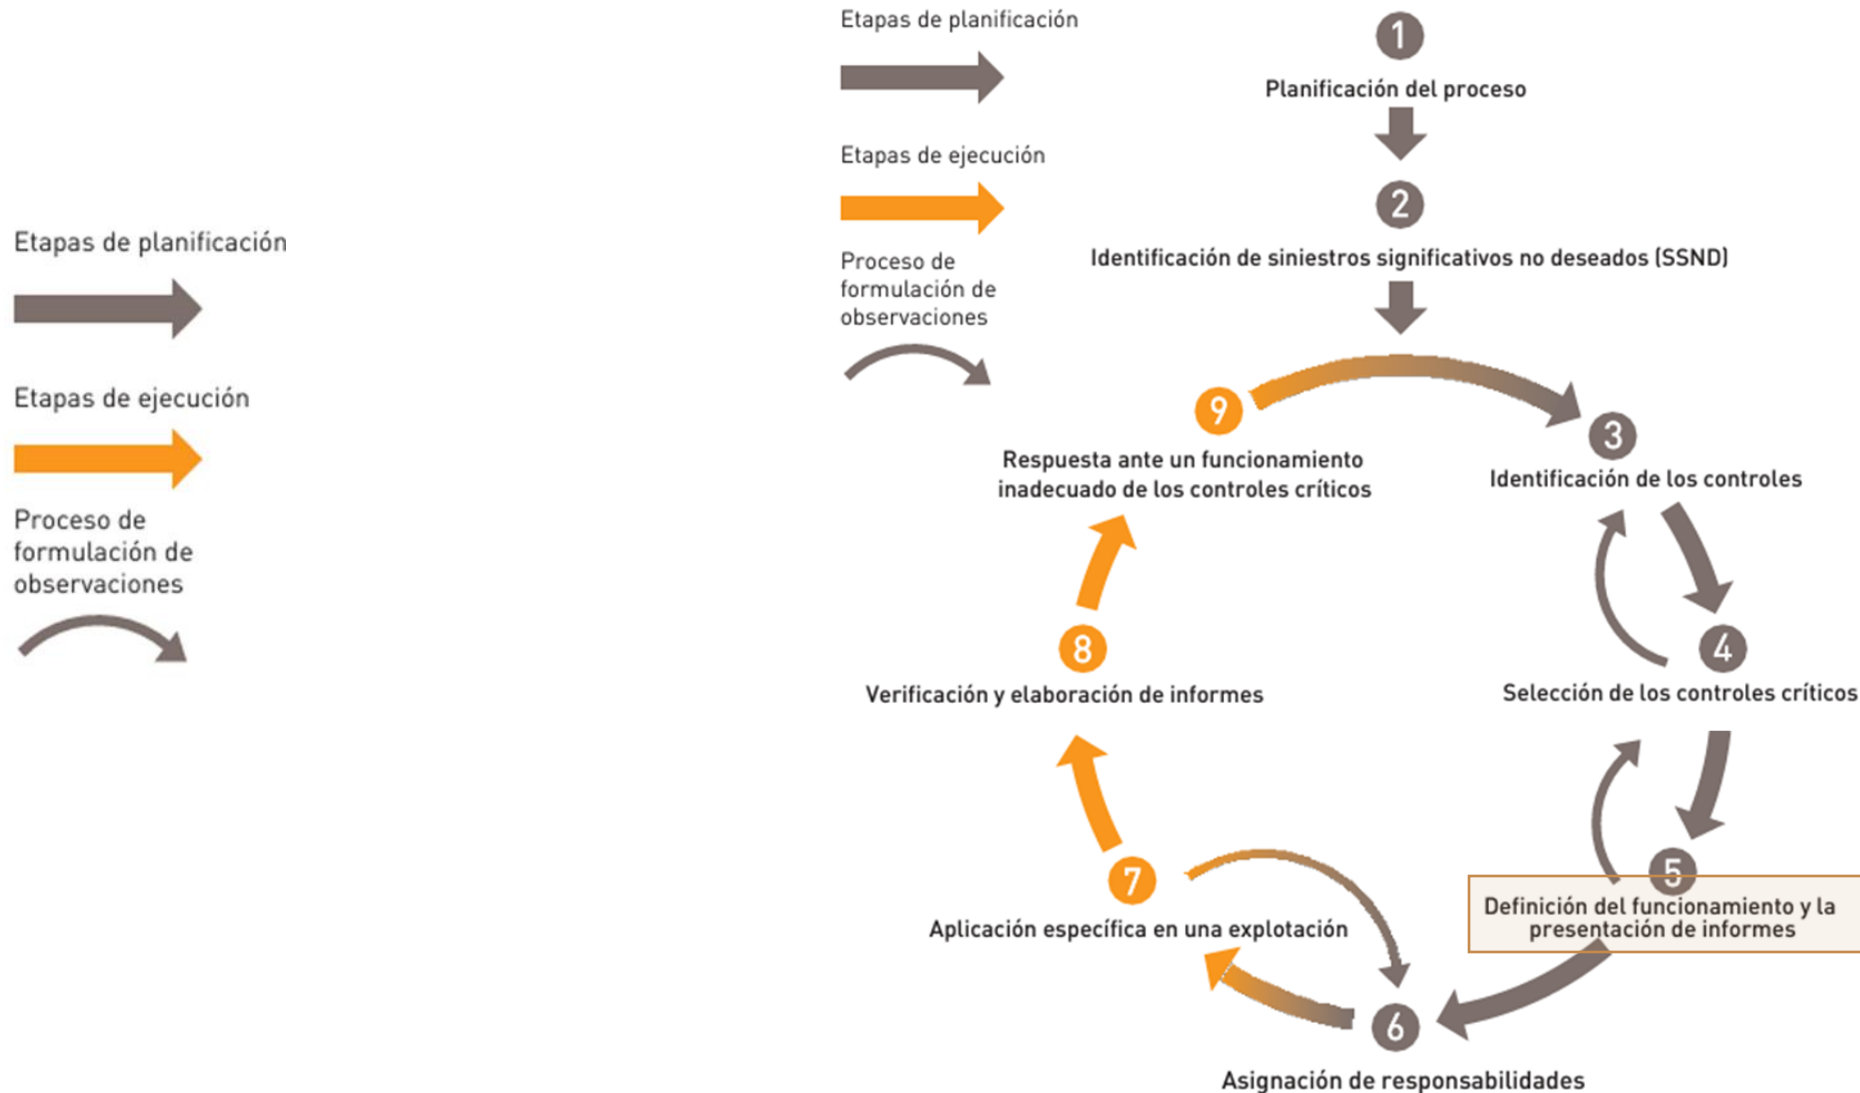 Etapas de planificación
Etapas de ejecución
Proceso de
formulación de
observaciones
Etapas de planificación
Etapas de ejecución
Proceso de
formulación de
observaciones
1
Planificación del proceso
2
Identificación de siniestros significativos no deseados (SSND)
3
Identificación de los controles
4
Selección de los controles críticos
5
Definición del funcionamiento y la
presentación de informes
6
Asignación de responsabilidades
7
Aplicación específica en una explotación
8
Verificación y elaboración de informes
9
Respuesta ante un funcionamiento
inadecuado de los controles críticos